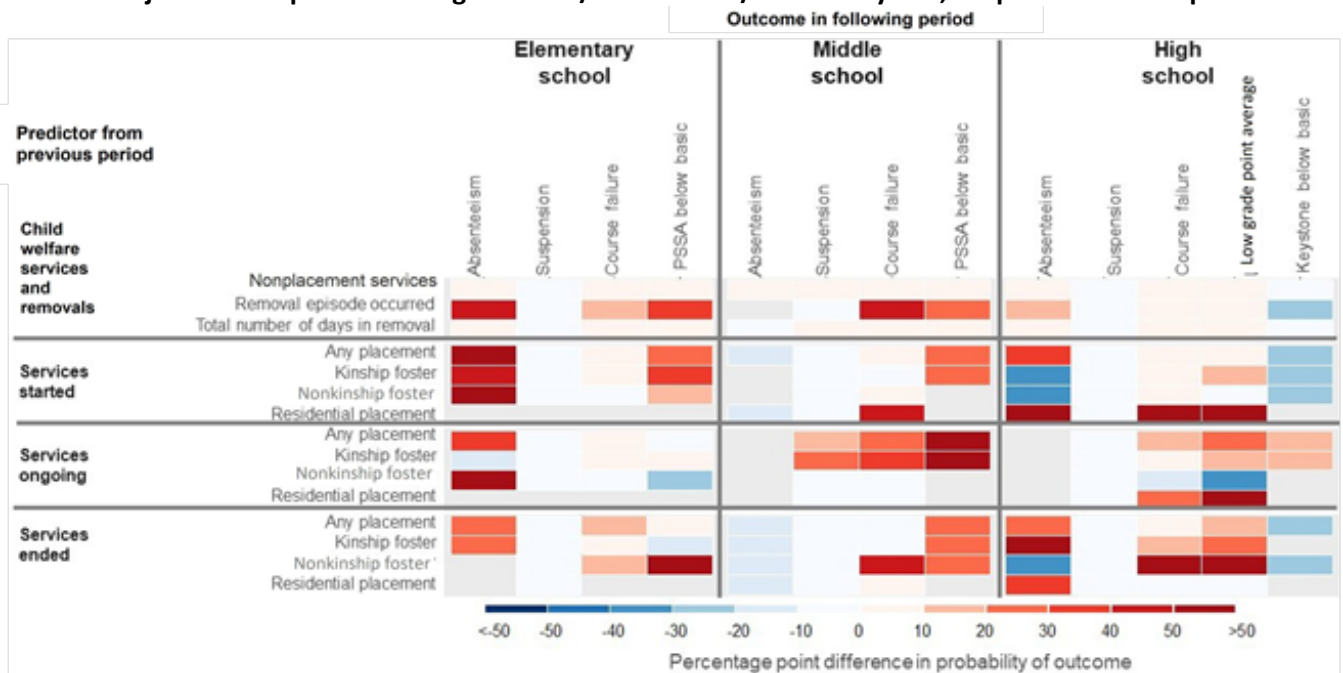 Outcome in following period
Elementary school
Middle school
High school
Predictor from previous period
Absenteeism
Suspension
Course failure
PSSA below basic
Absenteeism
Suspension
Course failure
PSSA below basic
Absenteeism
Suspension
Course failure
Low grade point average
Keystone below basic
Child welfare services and removals
Nonplacement services
Removal episode occurred
Total number of days in removal
Services started
Any placement
Kinship foster
Nonkinship foster
Residential placement
Services ongoing
Any placement
Kinship foster
Nonkinship foster
Residential placement
Services ended
Any placement
Kinship foster
Nonkinship foster
Residential placement
<-50 -50 -40 -30 -20 -10 0 10 20 30 40 50 >50
Percentage point difference in probability of outcome